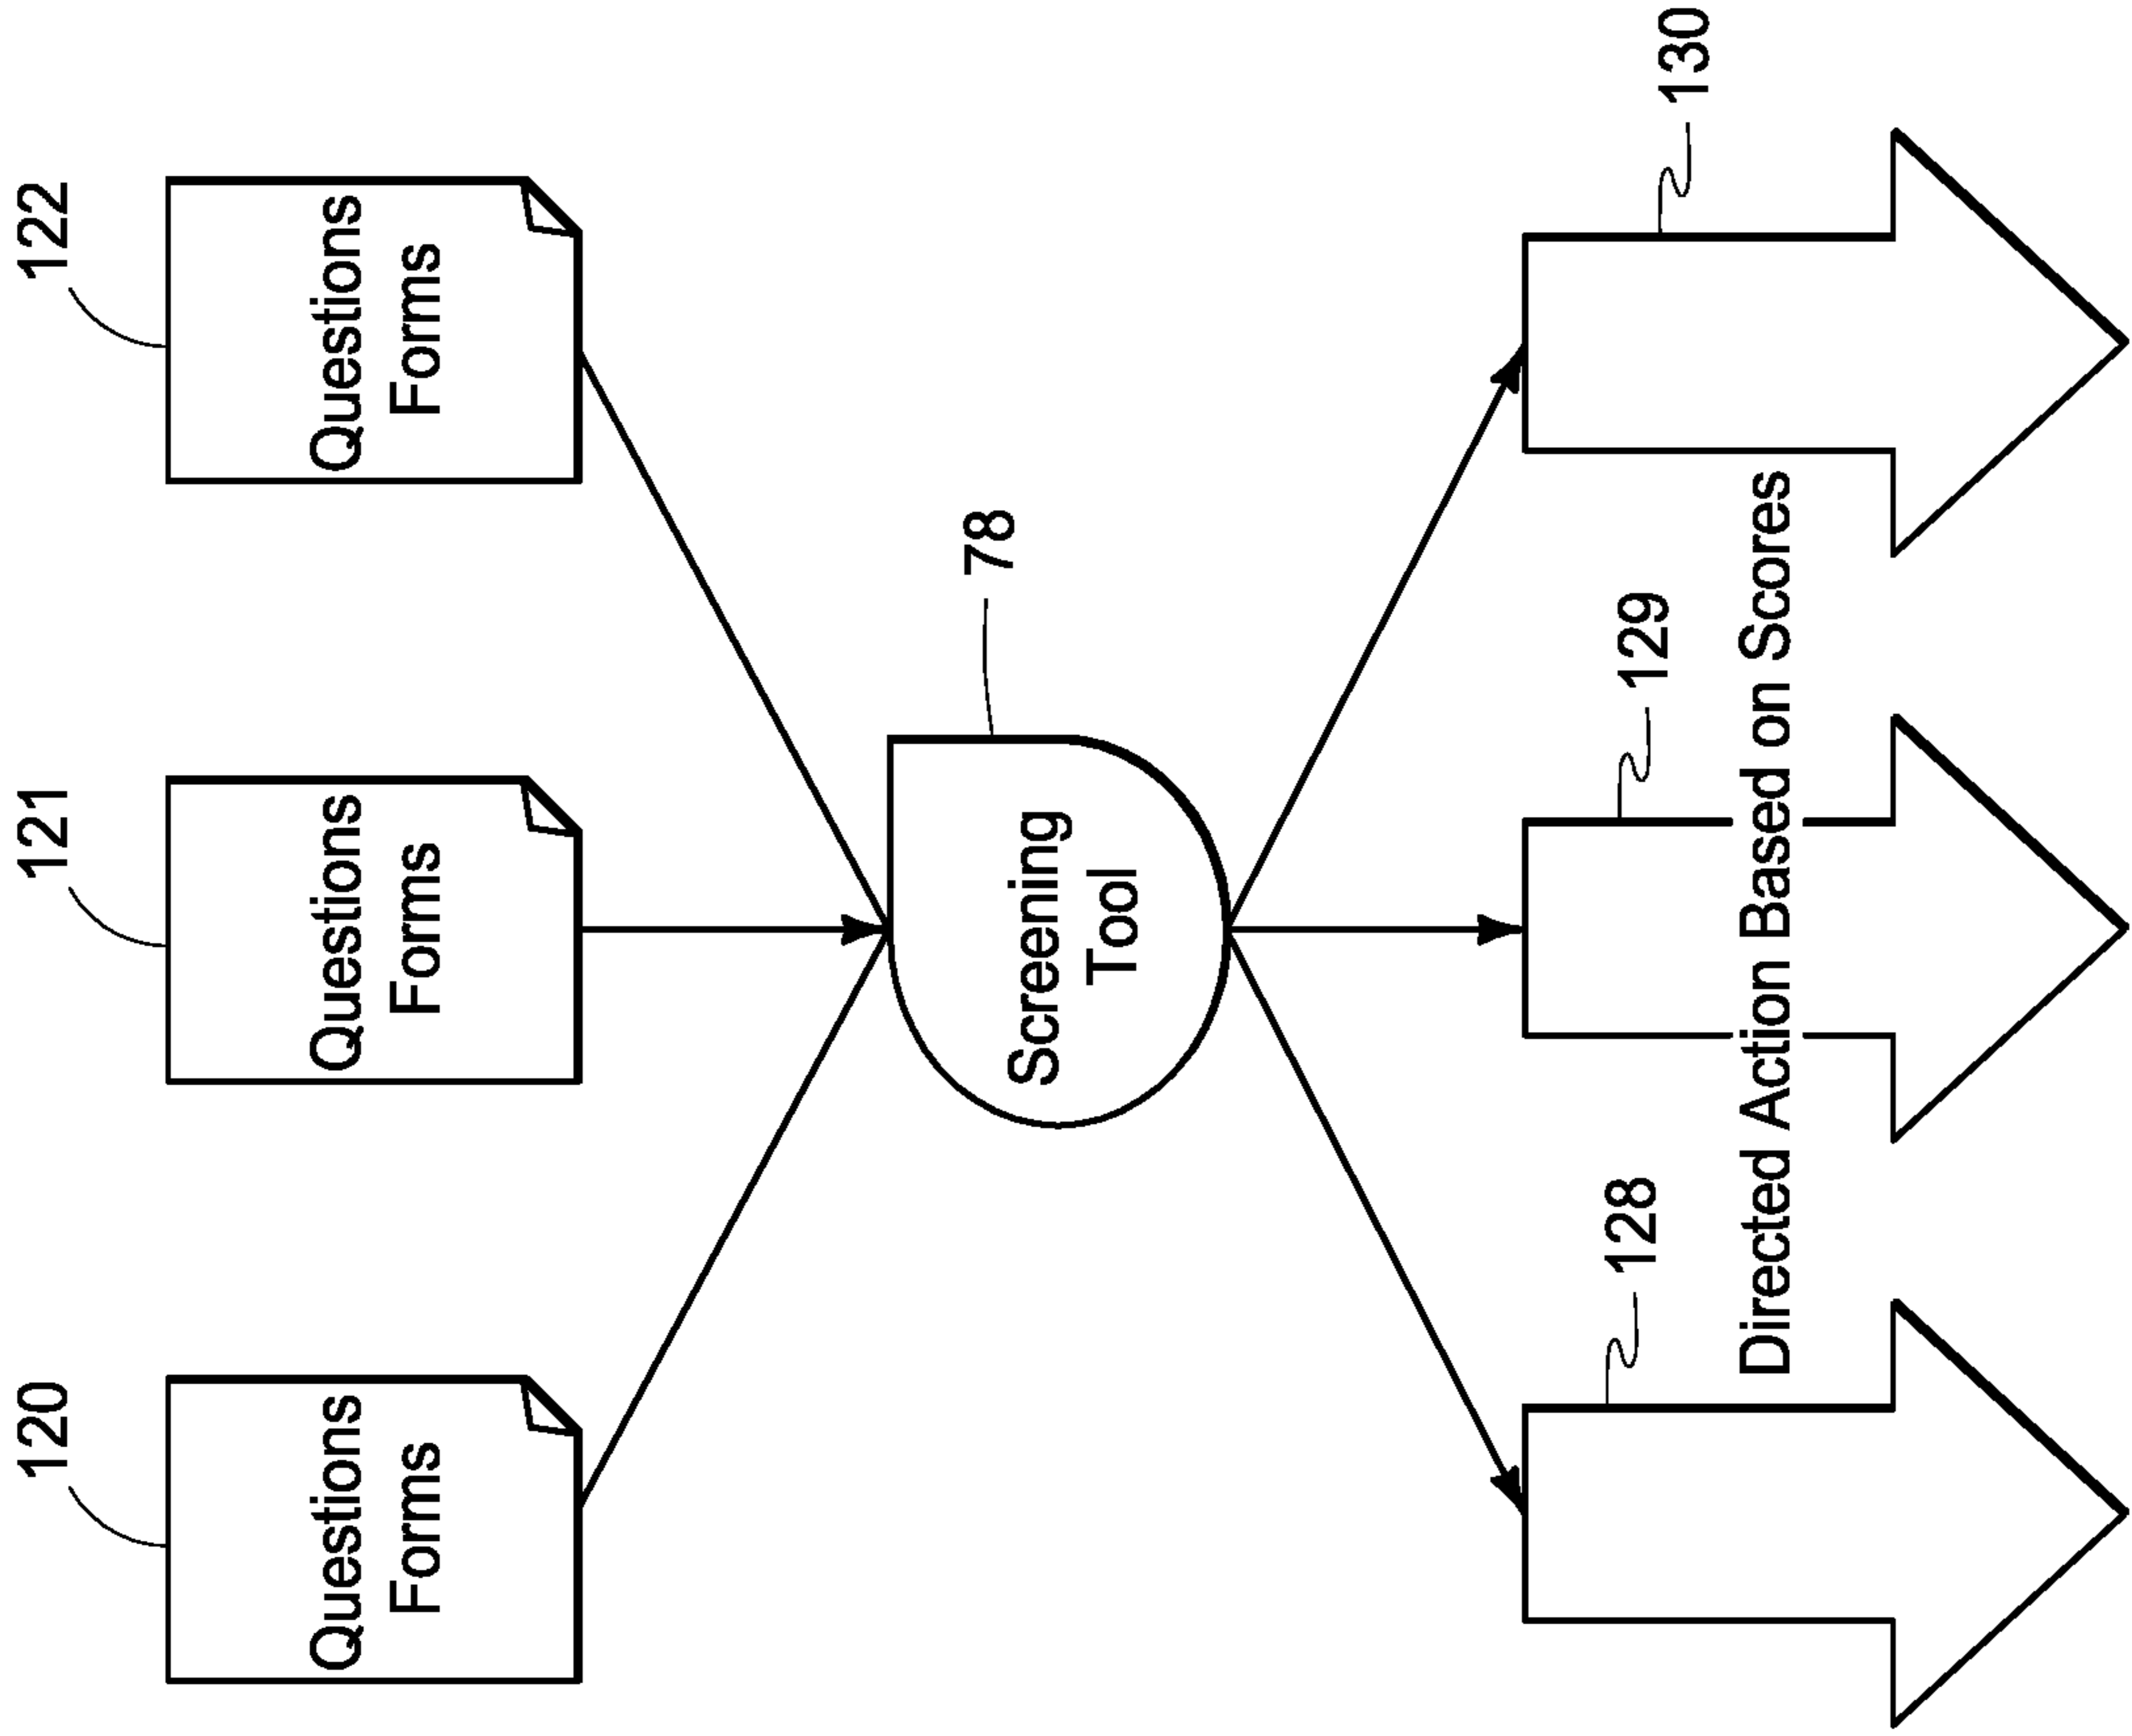 120
121
122
Questions
Forms
Questions
Forms
Questions
Forms
78
Screening
Tool
128
129
130
Directed Action Based on Scores